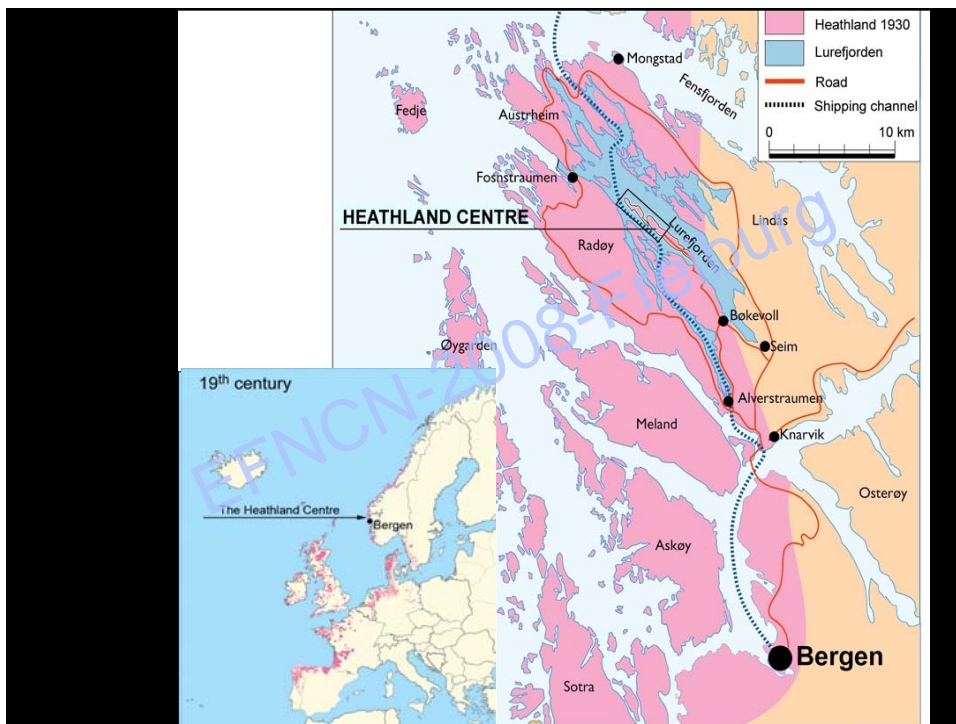 Heathland 1930
Lurefjorden
Road
Shipping channel
0 10 km
Mongstad
Fensfjorden
Fedje
Austrheim
Fosnstraumen
HEATHLAND CENTRE
Lindås
Lurefjorden
Radøy
Bøkevoll
Seim
Øygarden
Alverstraumen
Meland
Knarvik
Osterøy
Askøy
Bergen
Sotra
19th century
The Heathland Centre
Bergen
EFNCN-2008-Freiburg